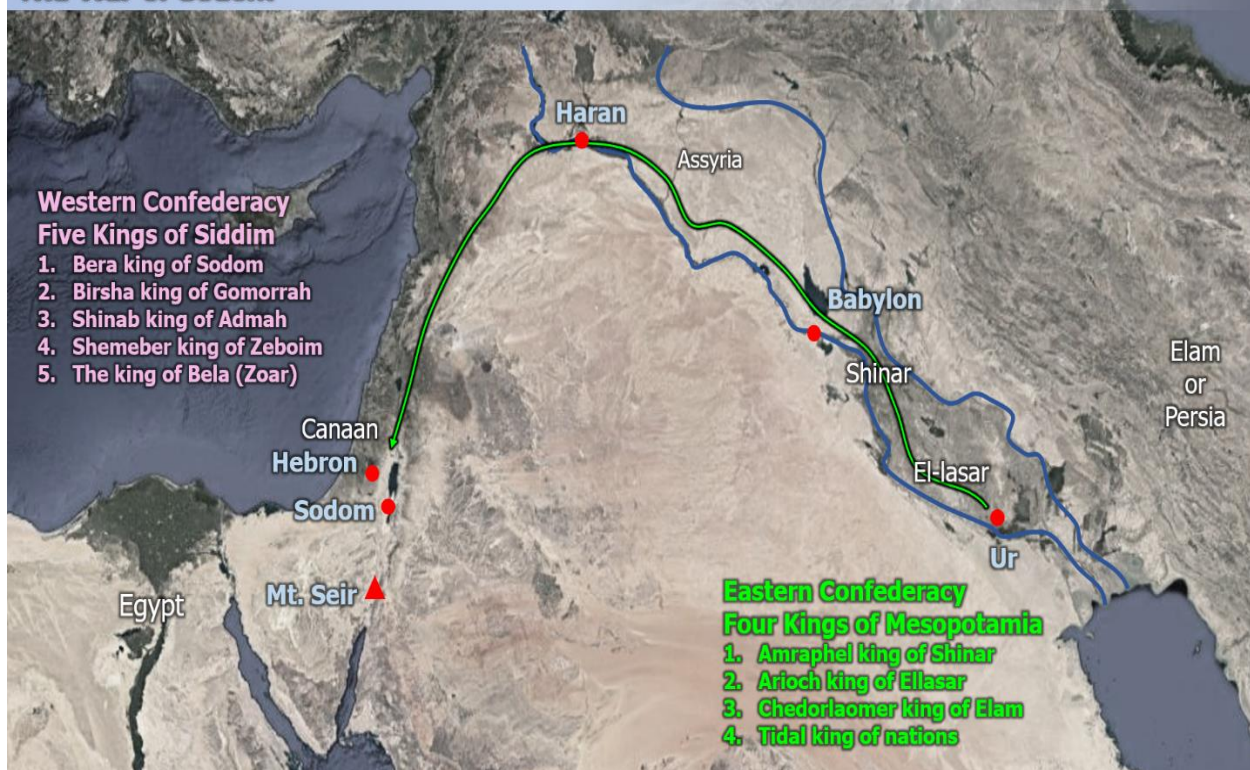 Haran
Assyria
Western Confederacy
Five Kings of Siddim
1. Bera king of Sodom
2. Birsha king of Gomorrah
3. Shinab king of Admah
4. Shemeber king of Zeboim
5. The king of Bela (Zoar)
Babylon
Shinar
Elam
or
Persia
Canaan
Hebron
Sodom
El-lasar
Ur
Mt. Seir
Egypt
Eastern Confederacy
Four Kings of Mesopotamia
1. Amraphel king of Shinar
2. Arioch king of Ellasar
3. Chedorlaomer king of Elam
4. Tidal king of nations